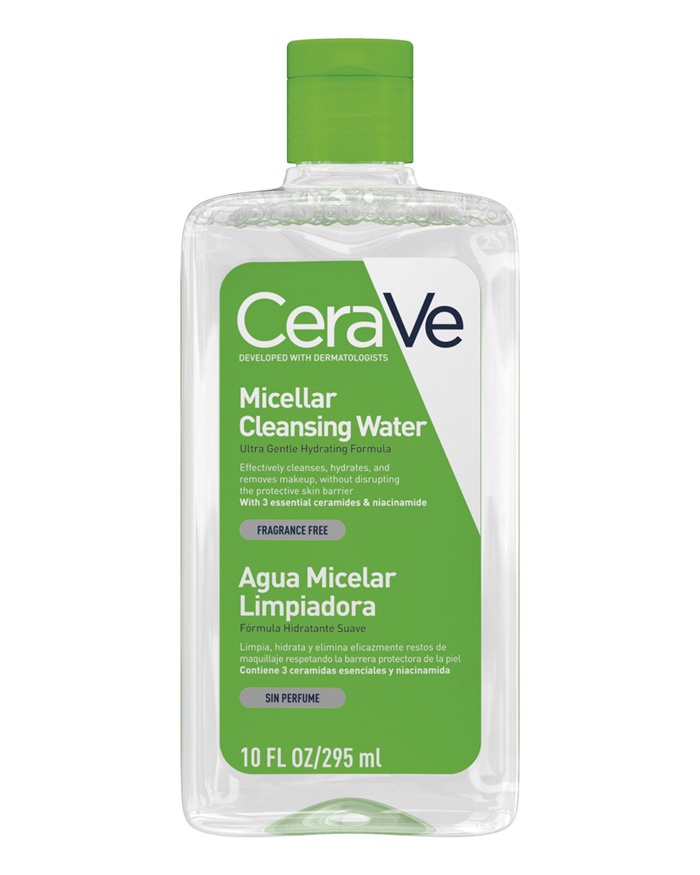 CeraVe
DEVELOPED WITH DERMATOLOGISTS
Micellar
Cleansing Water
Ultra Gentle Hydrating Formula
Effectively cleanses, hydrates, and
removes makeup, without disrupting
the protective skin barrier
With 3 essential ceramides & niacinamide
FRAGRANCE FREE
Agua Micelar
Limpiadora
Fórmula Hidratante Suave
Limpia, hidrata y elimina eficazmente restos de
maquillaje respetando la barrera protectora de la piel
Contiene 3 ceramidas esenciales y niacinamida
SIN PERFUME
10 FL OZ/295 ml